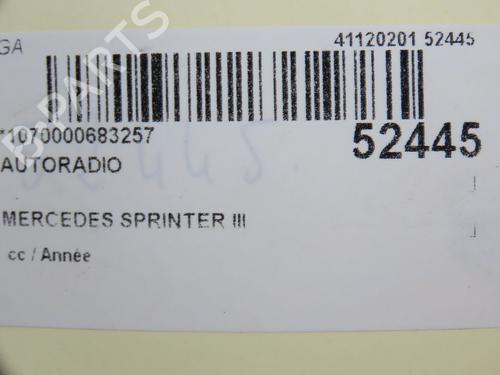 GA 41120201 52445
*1070000683257 52445
AUTORADIO
MERCEDES SPRINTER III
cc / Année
B-PARTS